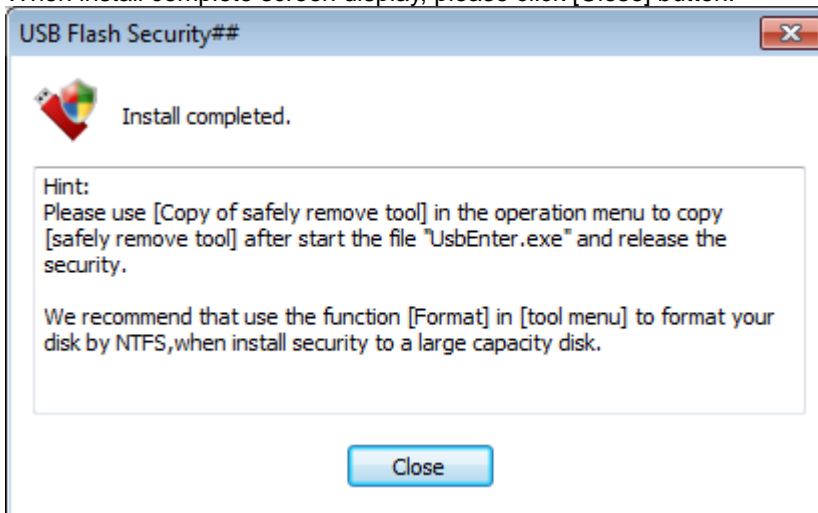 When install complete screen display, please click [Close] button.
USB Flash Security##
Install completed.
Hint:
Please use [Copy of safely remove tool] in the operation menu to copy
[safely remove tool] after start the file "UsbEnter.exe" and release the
security.
We recommend that use the function [Format] in [tool menu] to format your
disk by NTFS,when install security to a large capacity disk.
Close